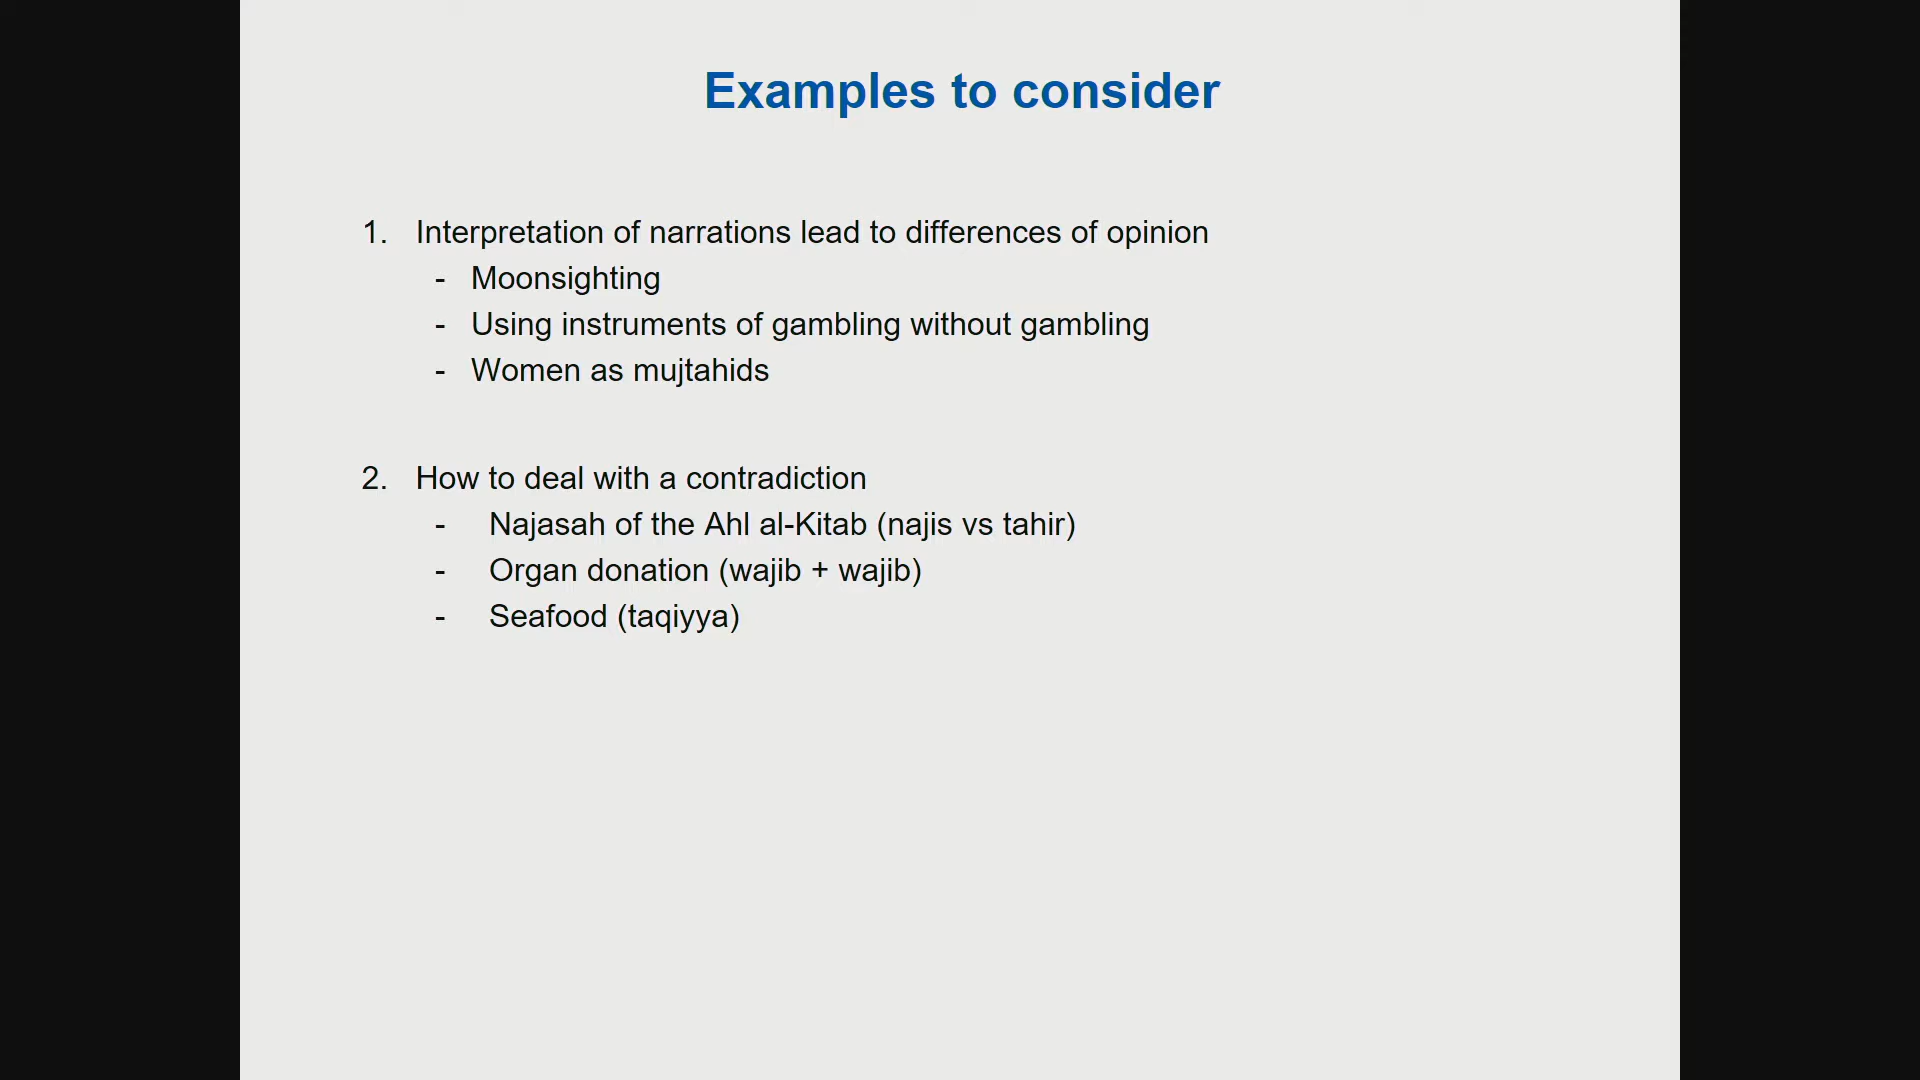 Examples to consider
1. Interpretation of narrations lead to differences of opinion
- Moonsighting
- Using instruments of gambling without gambling
- Women as mujtahids
2. How to deal with a contradiction
- Najasah of the Ahl al-Kitab (najis vs tahir)
- Organ donation (wajib + wajib)
- Seafood (taqiyya)